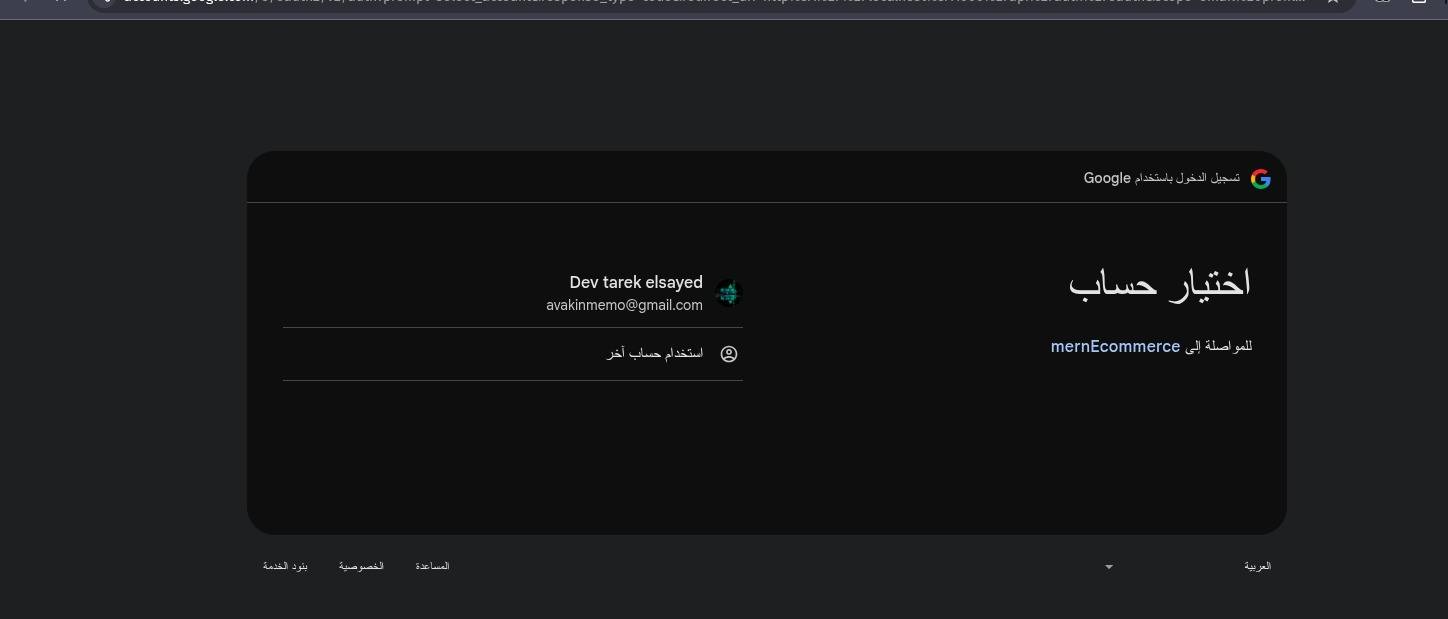 تسجيل الدخول باستخدام Google
اختيار حساب
للمواصلة إلى mernEcommerce
Dev tarek elsayed
avakinmemo@gmail.com
استخدام حساب آخر
العربية
المساعدة
الخصوصية
بنود الخدمة